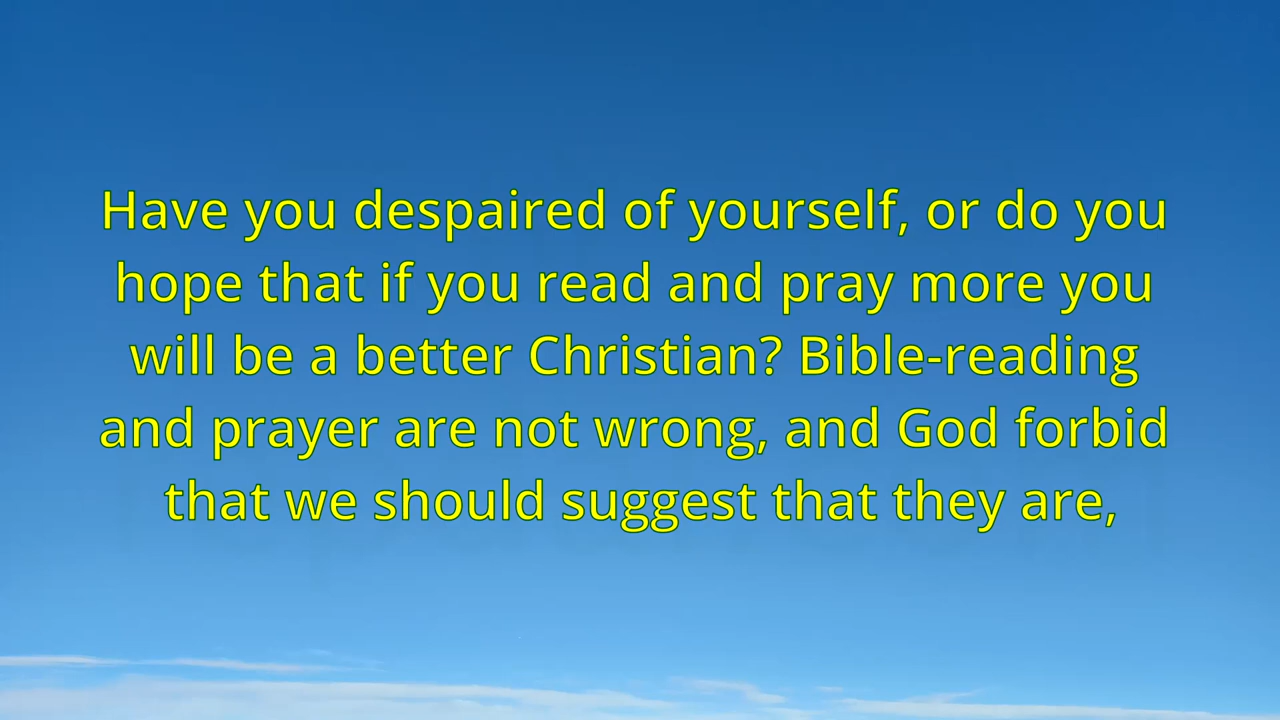 Have you despaired of yourself, or do you
hope that if you read and pray more you
will be a better Christian? Bible-reading
and prayer are not wrong, and God forbid
that we should suggest that they are,